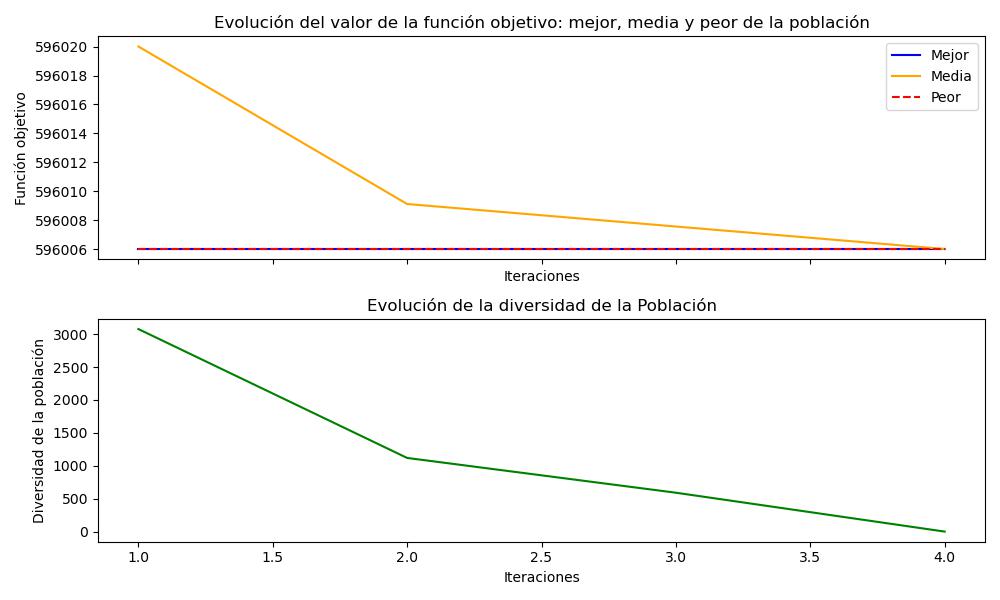 Evolución del valor de la función objetivo: mejor, media y peor de la población
596020
596018
596016
596014
596012
596010
596008
596006
Función objetivo
Mejor
Media
Peor
Iteraciones
Evolución de la diversidad de la Población
3000
2500
2000
1500
1000
500
0
Diversidad de la población
1.0 1.5 2.0 2.5 3.0 3.5 4.0
Iteraciones